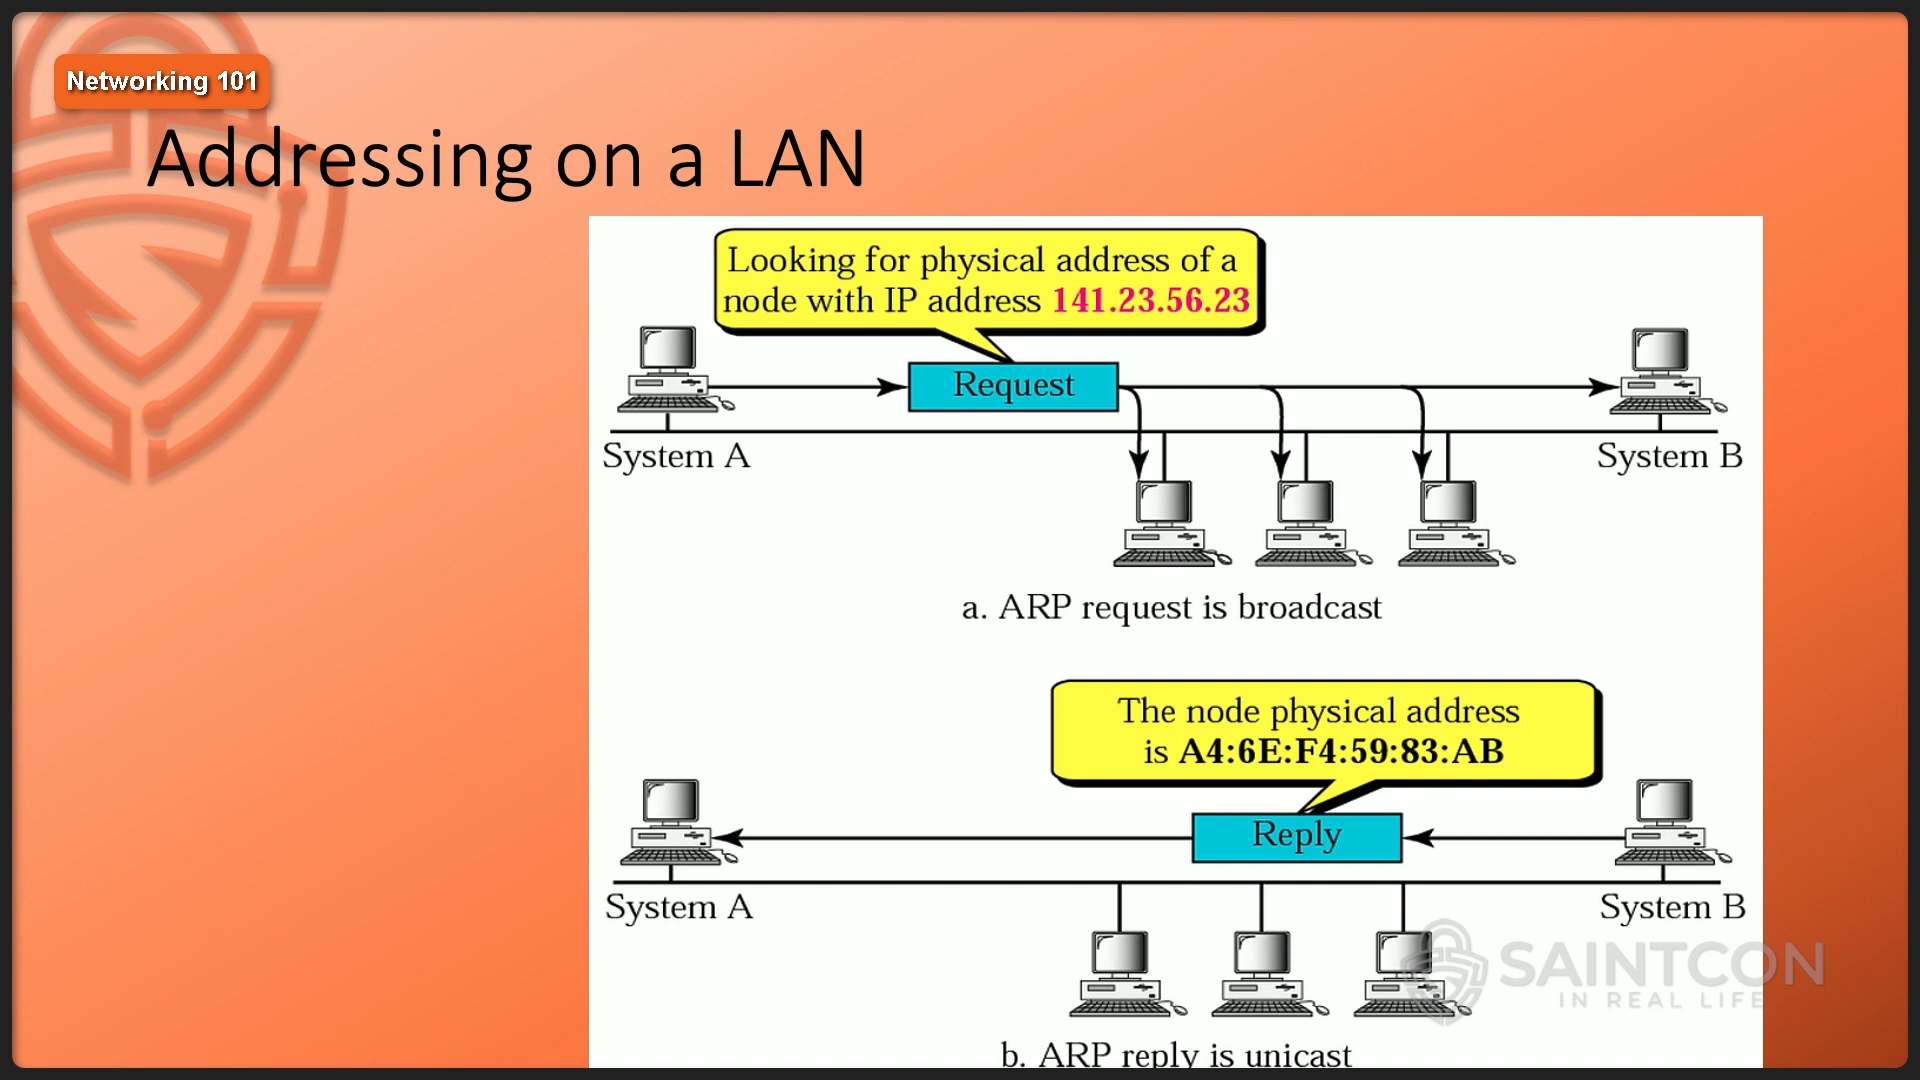 Networking 101
Addressing on a LAN
Looking for physical address of a
node with IP address 141.23.56.23
Request
System A
System B
a. ARP request is broadcast
The node physical address
is A4:6E:F4:59:83:AB
Reply
System A
System B
SAINTCON
IN REAL LIFE
b. ARP reply is unicast